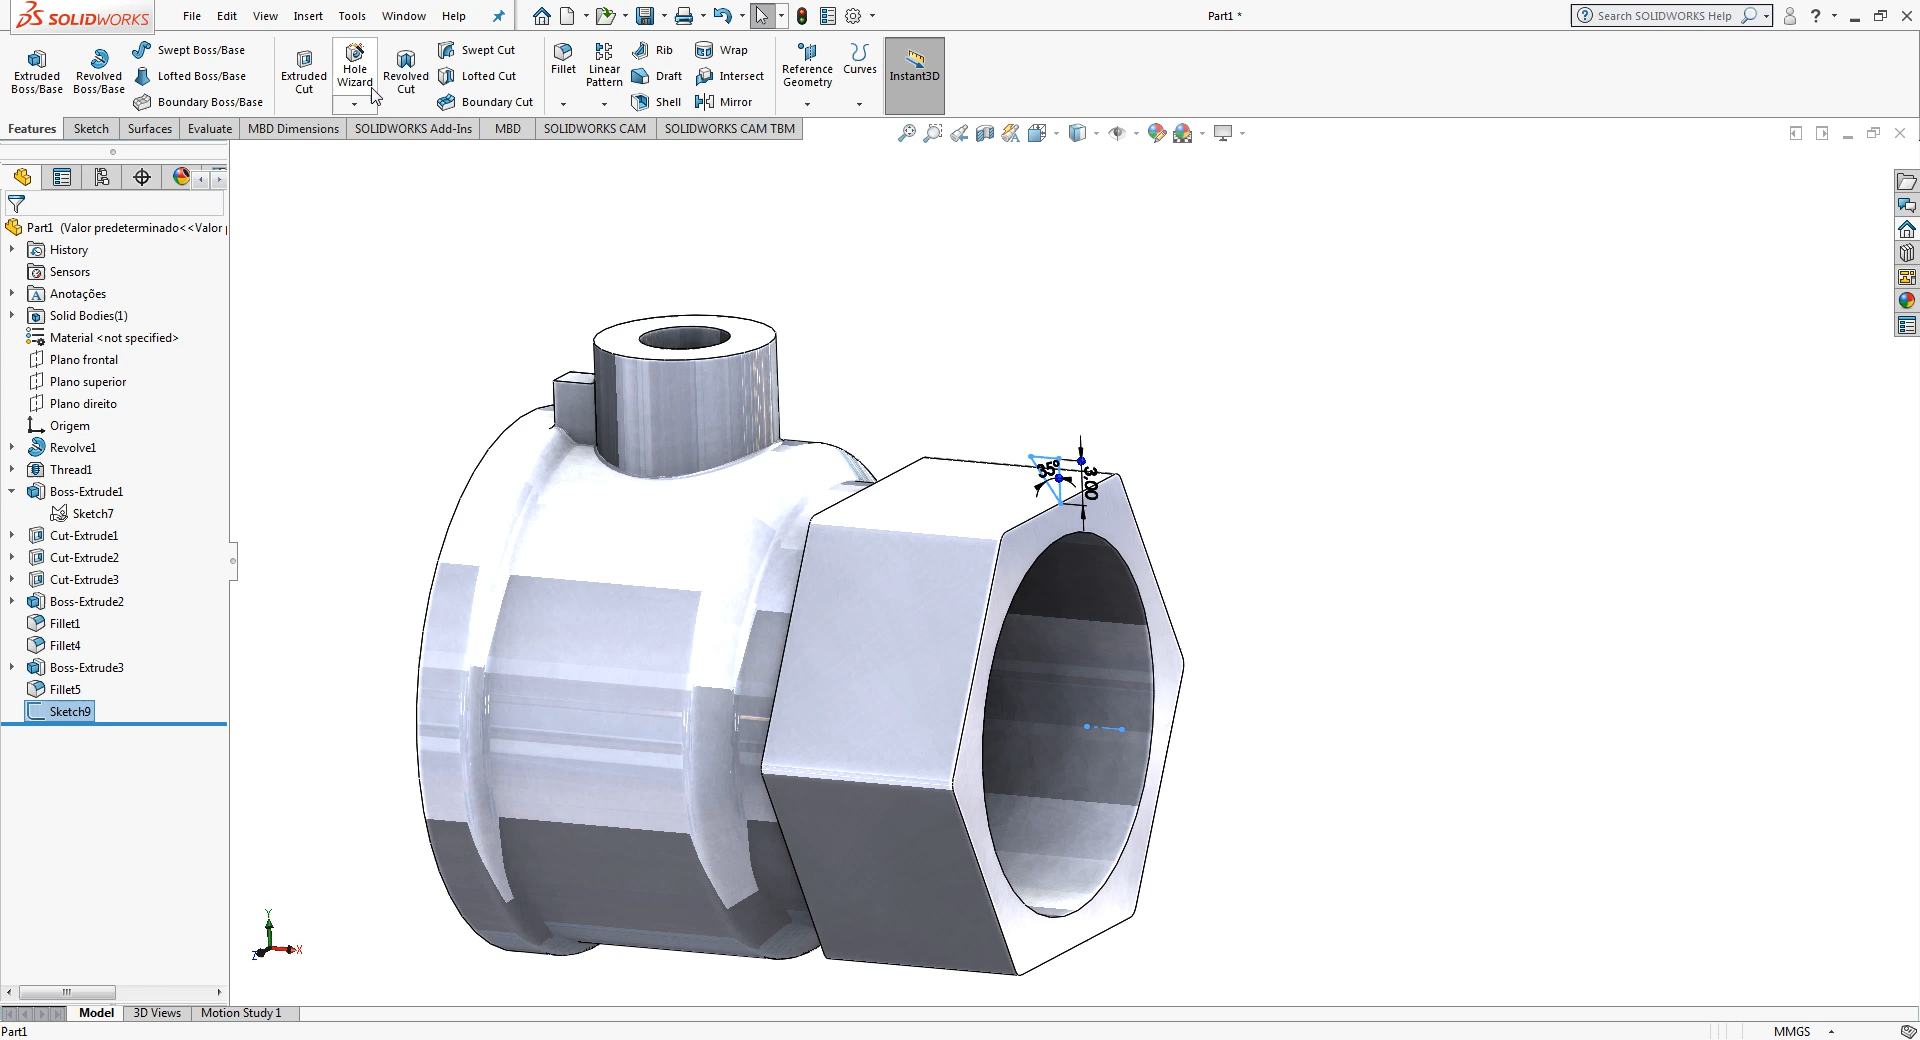 SOLIDWORKS
File Edit View Insert Tools Window Help
Part1 *
Search SOLIDWORKS Help
Extruded Boss/Base
Revolved Boss/Base
Swept Boss/Base
Lofted Boss/Base
Boundary Boss/Base
Extruded Cut
Hole Wizard
Revolved Cut
Swept Cut
Lofted Cut
Boundary Cut
Fillet
Linear Pattern
Rib
Draft
Shell
Wrap
Intersect
Mirror
Reference Geometry
Curves
Instant3D
Features Sketch Surfaces Evaluate MBD Dimensions SOLIDWORKS Add-Ins MBD SOLIDWORKS CAM SOLIDWORKS CAM TBM
Part1 (Valor predeterminado<<Valor
History
Sensors
Anotações
Solid Bodies(1)
Material <not specified>
Plano frontal
Plano superior
Plano direito
Origem
Revolve1
Thread1
Boss-Extrude1
Sketch7
Cut-Extrude1
Cut-Extrude2
Cut-Extrude3
Boss-Extrude2
Fillet1
Fillet4
Boss-Extrude3
Fillet5
Sketch9
35°
3,00
Y
X
Z
Model 3D Views Motion Study 1
Part1
MMGS